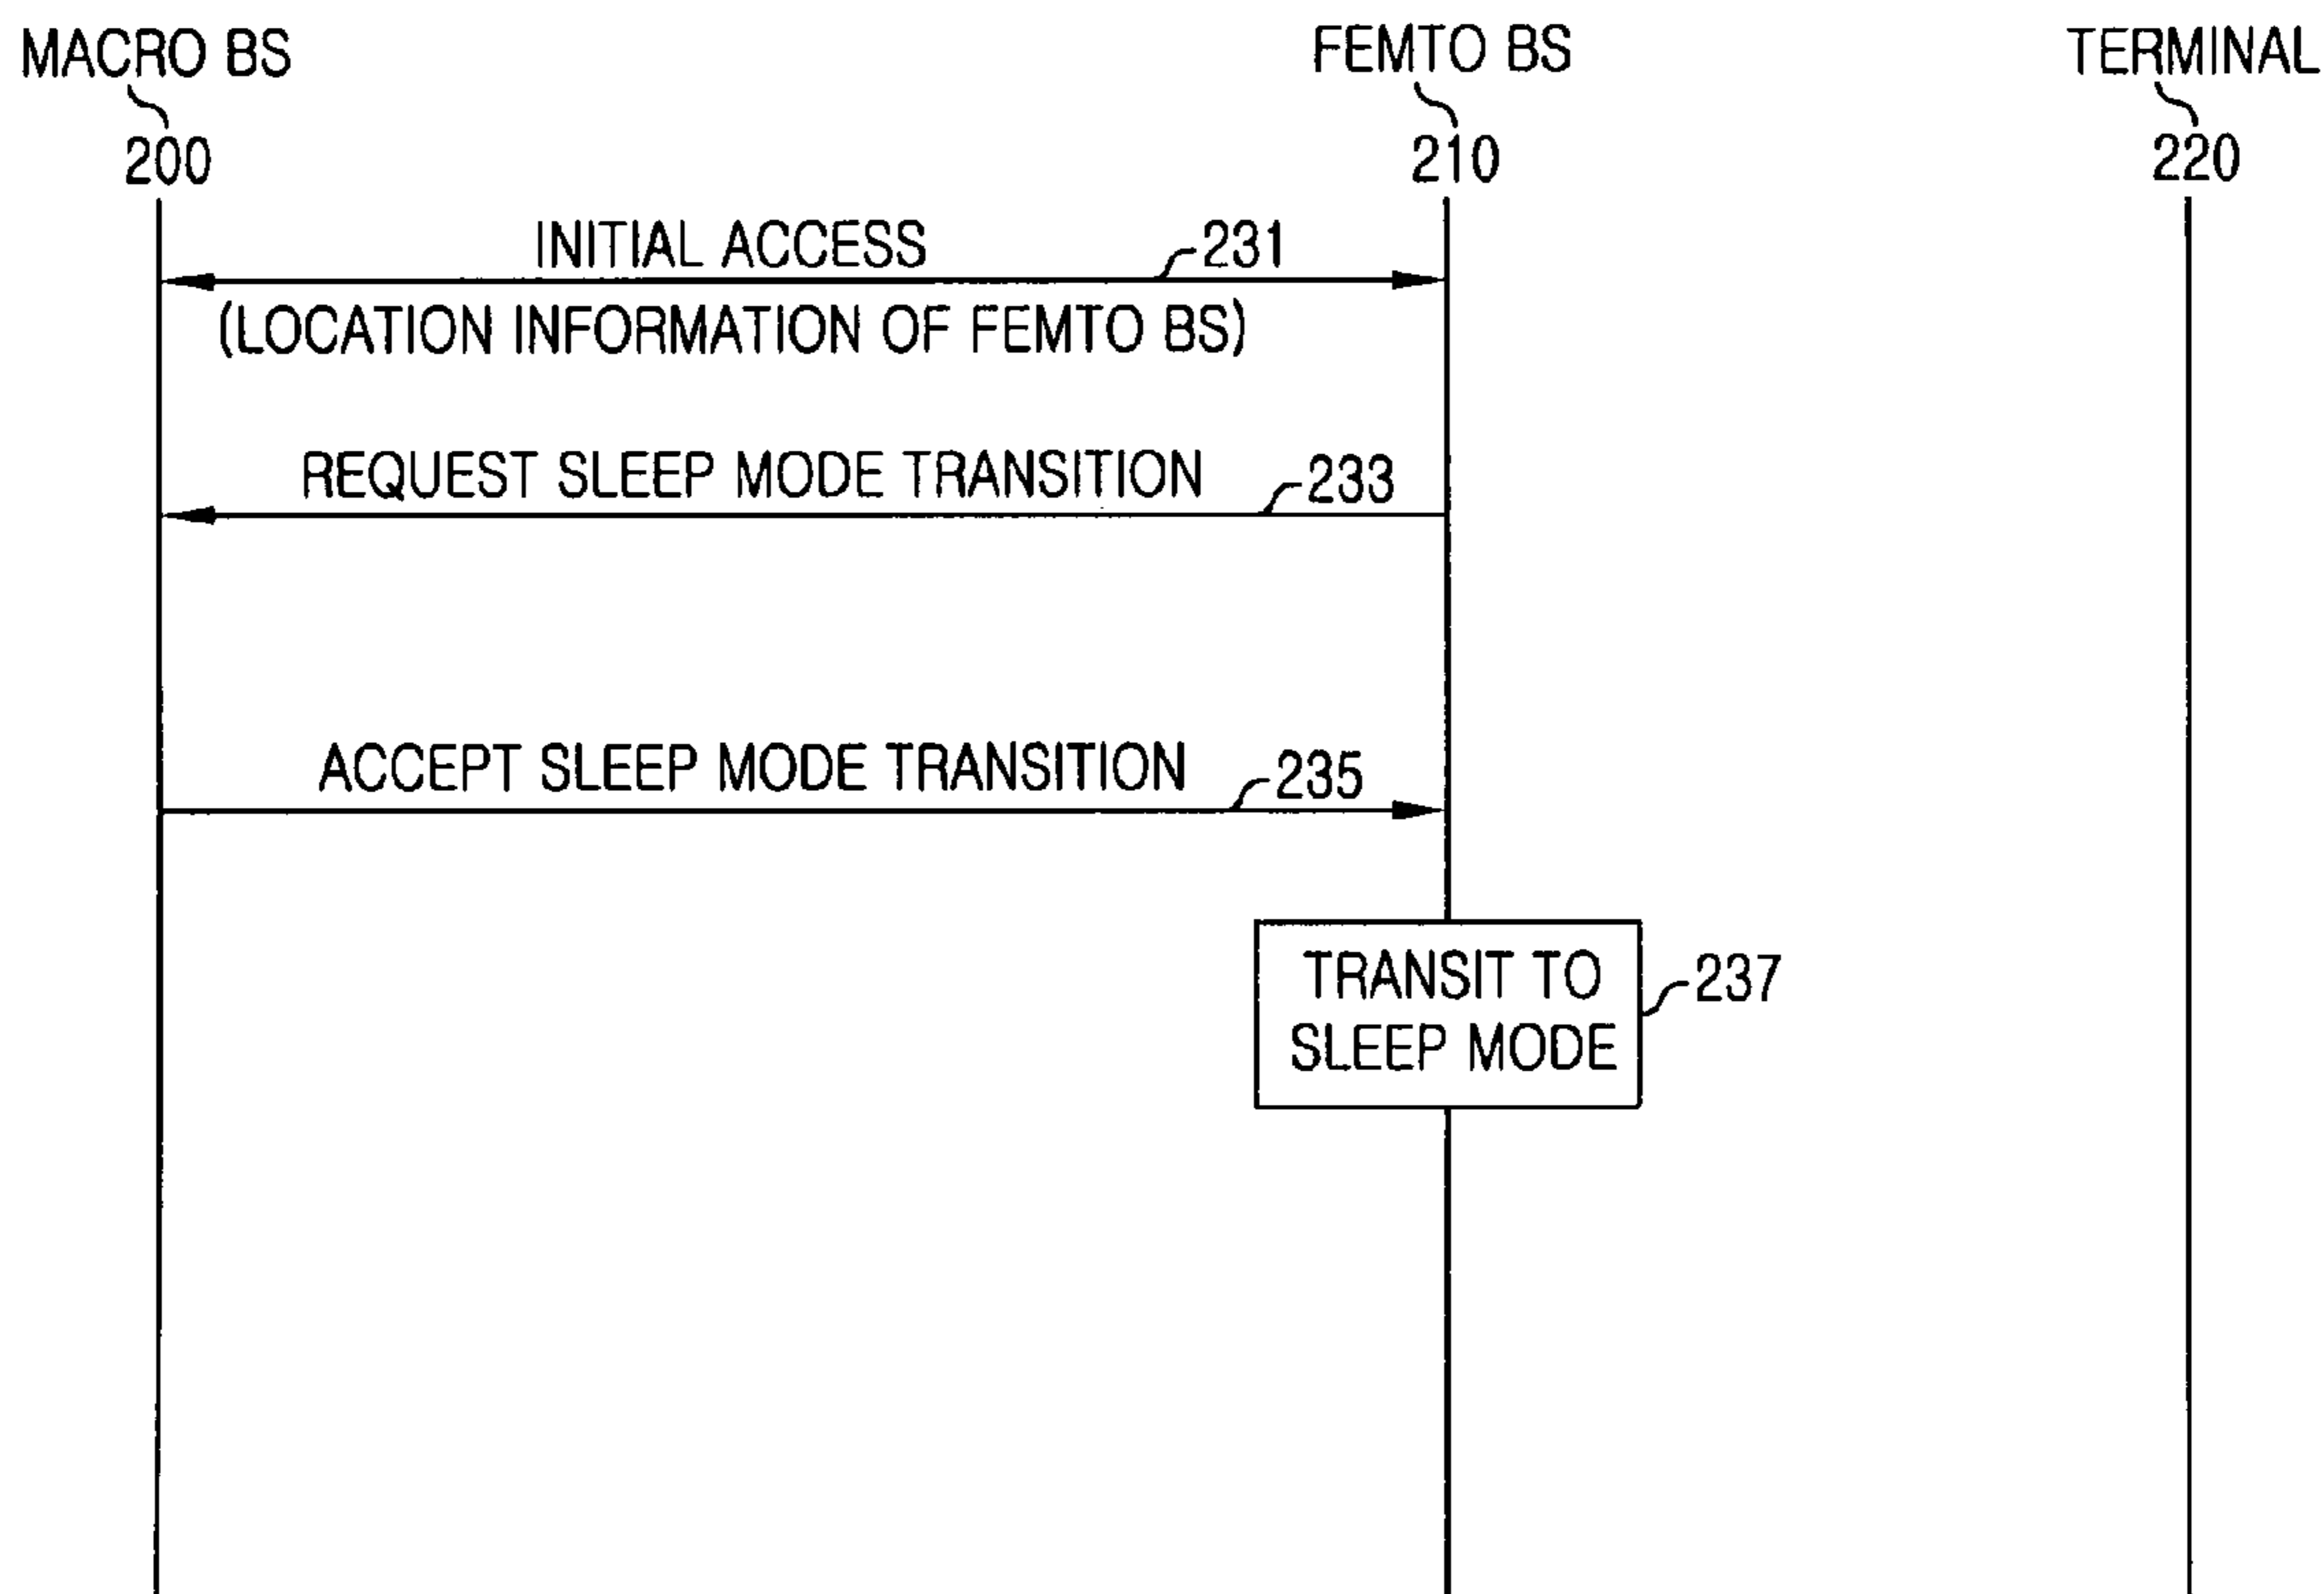 MACRO BS
FEMTO BS
TERMINAL
200
210
220
INITIAL ACCESS
231
(LOCATION INFORMATION OF FEMTO BS)
REQUEST SLEEP MODE TRANSITION
233
ACCEPT SLEEP MODE TRANSITION
235
TRANSIT TO
SLEEP MODE
237